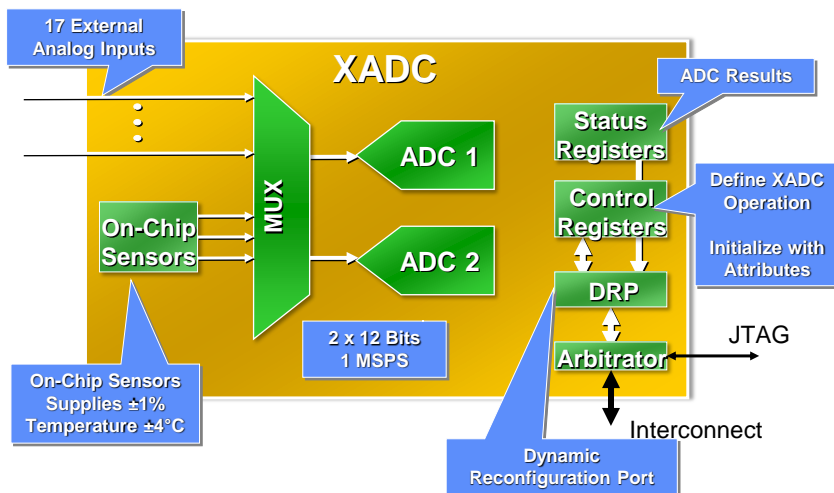 17 External
Analog Inputs
XADC
ADC Results
Status
Registers
ADC 1
MUX
Define XADC
Operation
Initialize with
Attributes
Control
Registers
On-Chip
Sensors
ADC 2
DRP
2 x 12 Bits
1 MSPS
JTAG
Arbitrator
On-Chip Sensors
Supplies ±1%
Temperature ±4°C
Interconnect
Dynamic
Reconfiguration Port